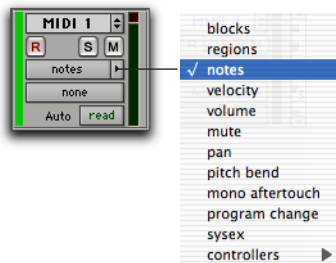 MIDI 1
R S M
notes
none
Auto read
blocks
regions
√ notes
velocity
volume
mute
pan
pitch bend
mono aftertouch
program change
sysex
controllers